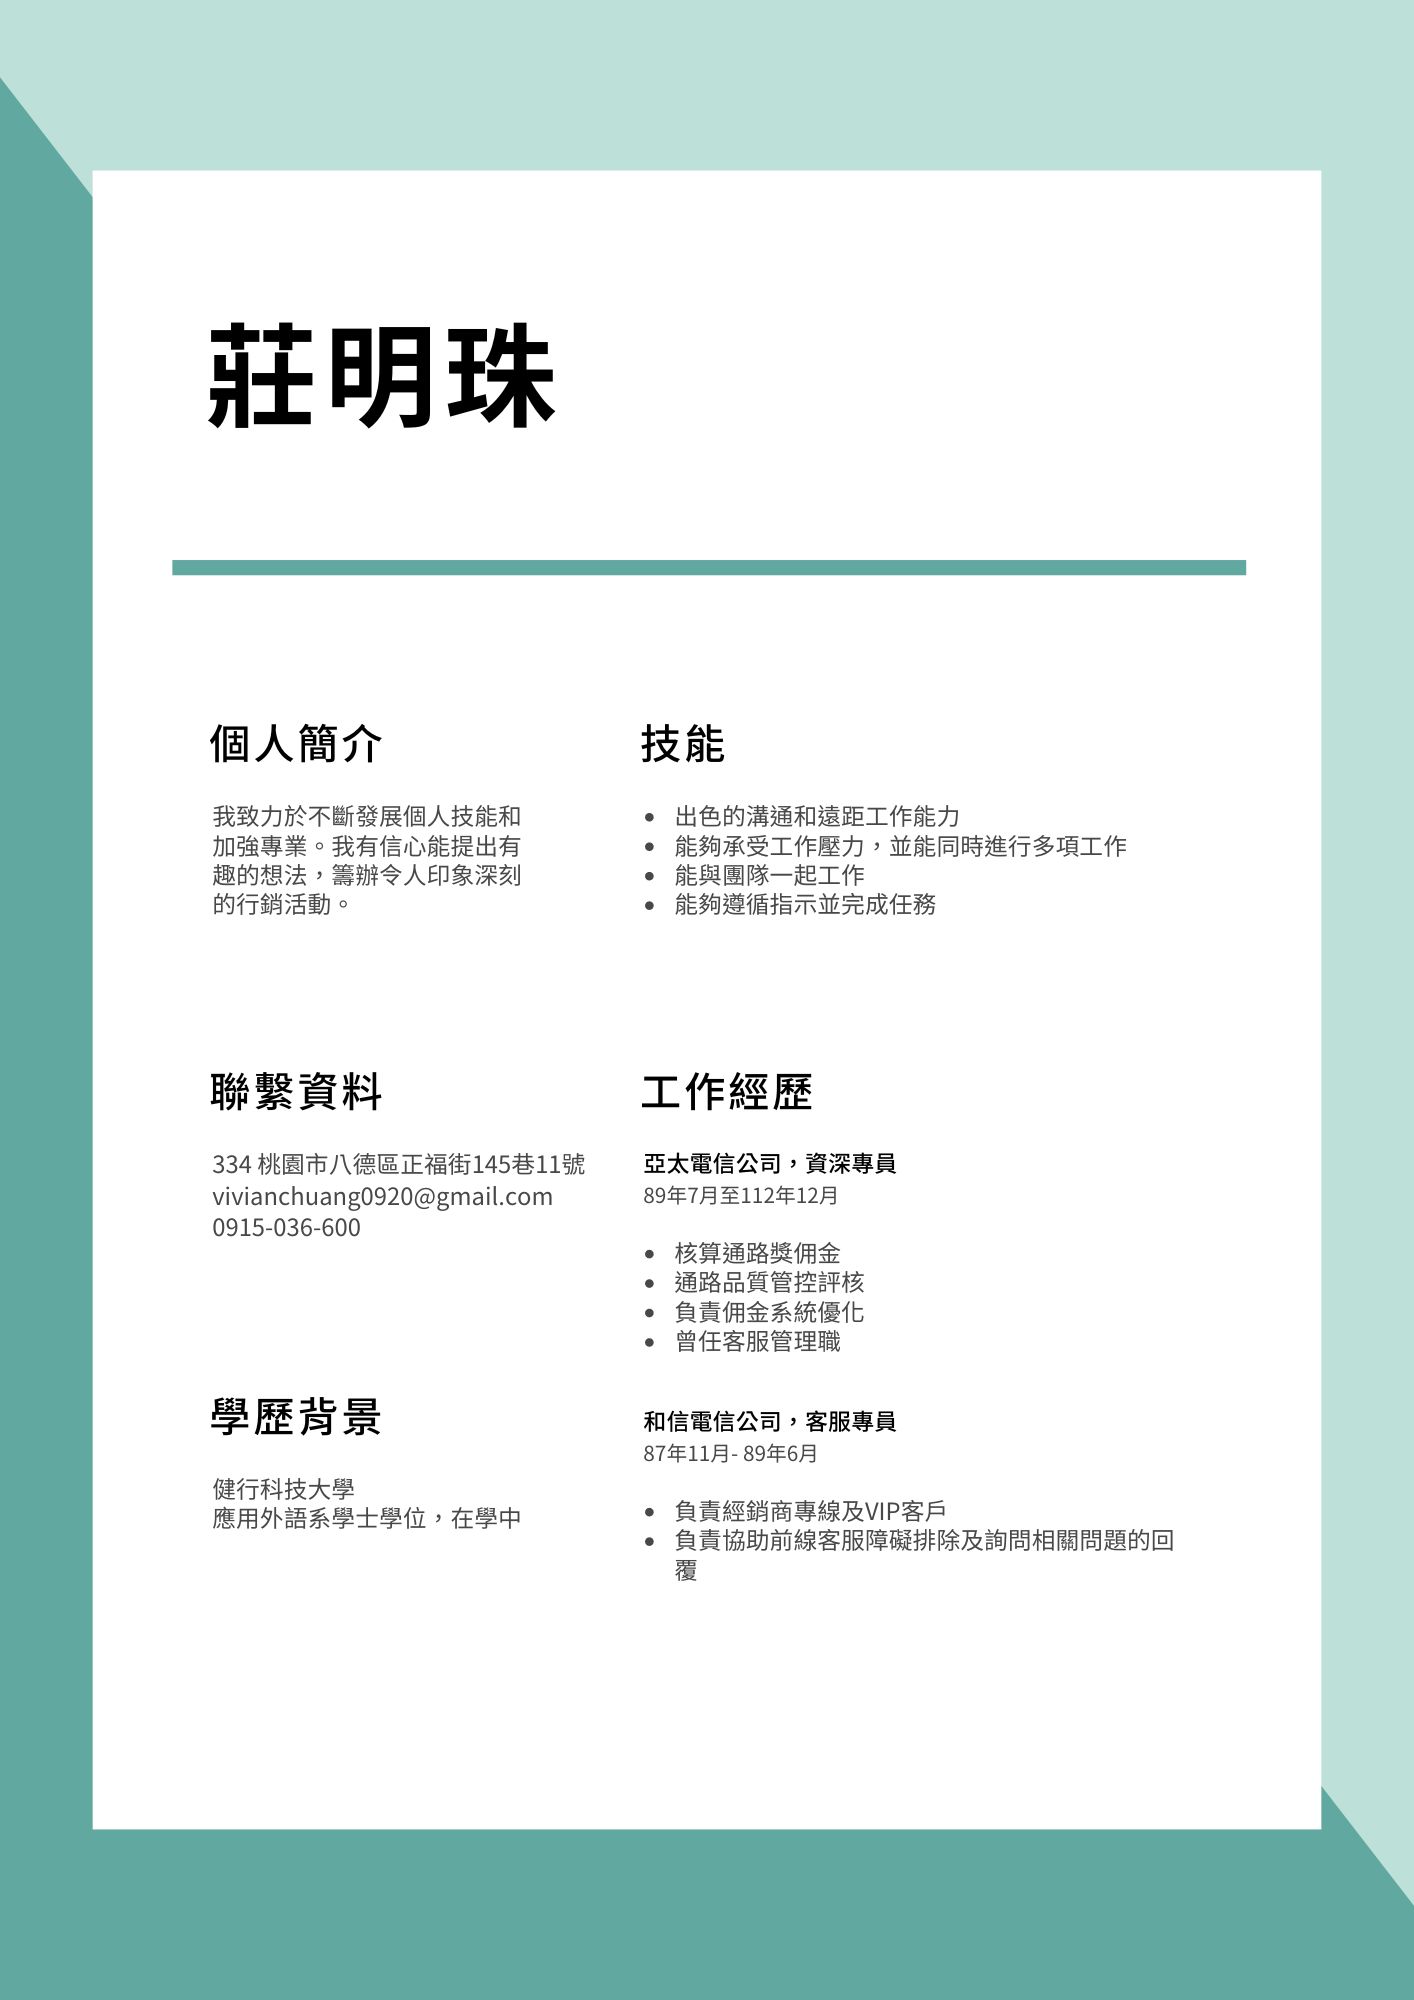 莊明珠
個人簡介
我致力於不斷發展個人技能和
加強專業。我有信心能提出有
趣的想法，籌辦令人印象深刻
的行銷活動。
技能
• 出色的溝通和遠距工作能力
• 能夠承受工作壓力，並能同時進行多項工作
• 能與團隊一起工作
• 能夠遵循指示並完成任務
聯繫資料
334 桃園市八德區正福街145巷11號
vivianchuang0920@gmail.com
0915-036-600
學歷背景
健行科技大學
應用外語系學士學位，在學中
工作經歷
亞太電信公司，資深專員
89年7月至112年12月
• 核算通路獎佣金
• 通路品質管控評核
• 負責佣金系統優化
• 曾任客服管理職
和信電信公司，客服專員
87年11月- 89年6月
• 負責經銷商專線及VIP客戶
• 負責協助前線客服障礙排除及詢問相關問題的回
覆